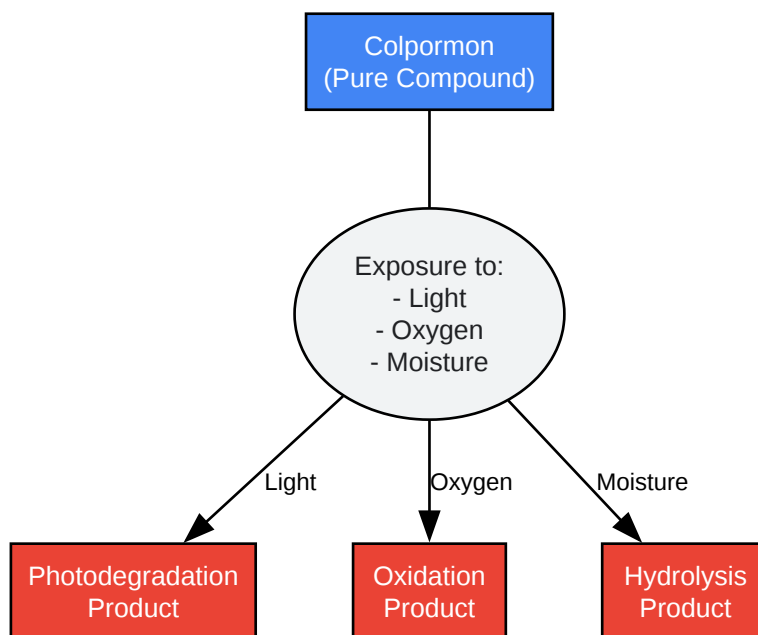 Colpormon
(Pure Compound)
Exposure to:
- Light
- Oxygen
- Moisture
Light
Oxygen
Moisture
Photodegradation
Product
Oxidation
Product
Hydrolysis
Product